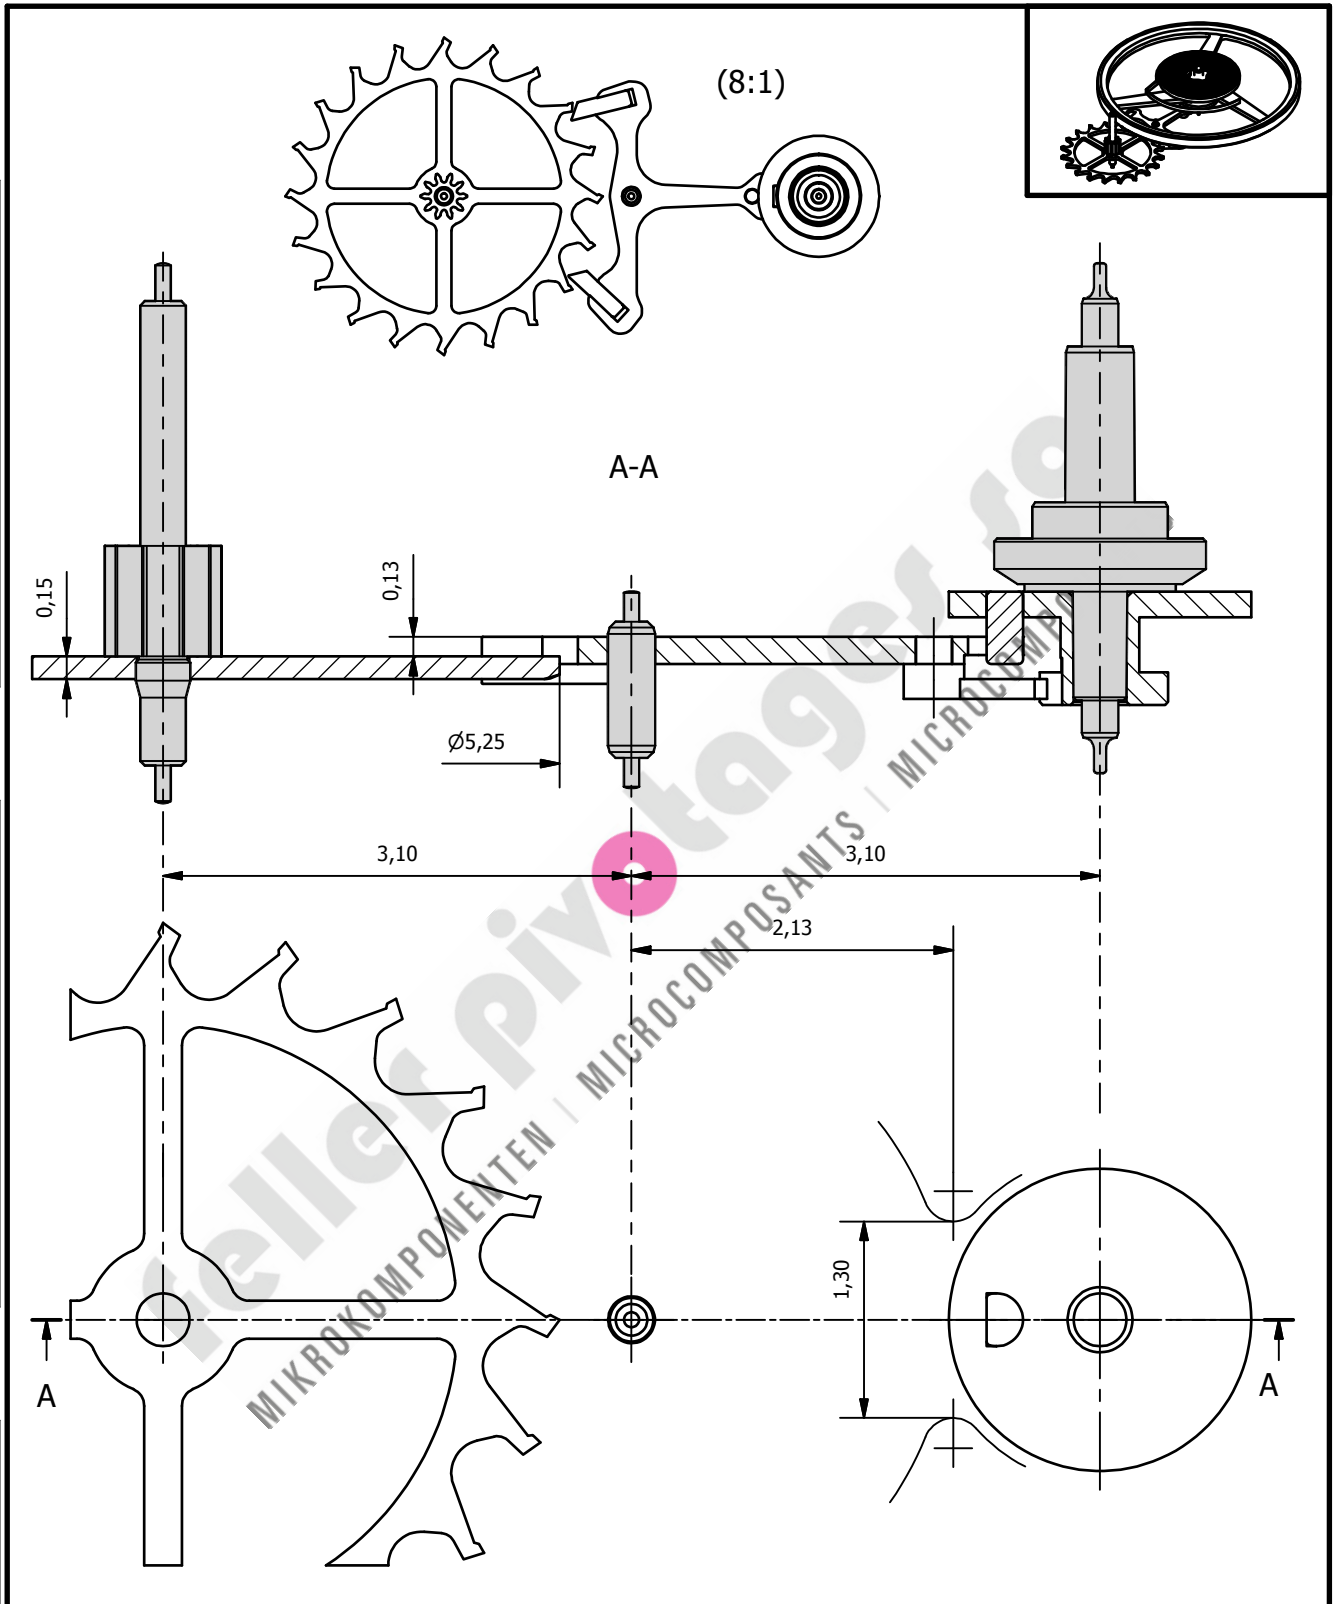 (8:1)
A-A
0,15
0,13
Ø5,25
3,10
3,10
2,13
1,30
A
A
feller pivotages sa
MIKROKOMPONENTEN | MICROCOMPOSANTS |